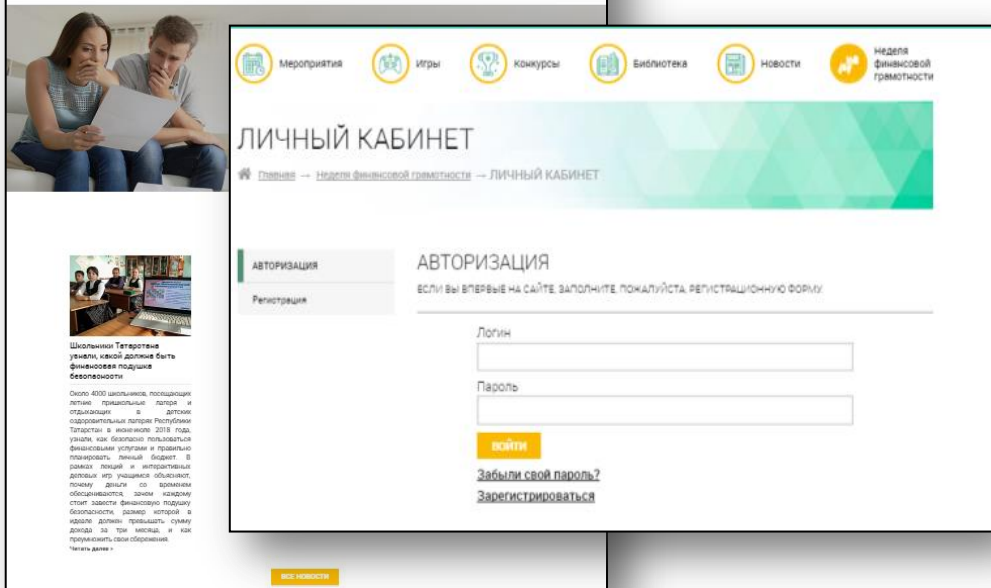 Мероприятия
Игры
Конкурсы
Библиотека
Новости
Неделя
финансовой
грамотности
ЛИЧНЫЙ КАБИНЕТ
Главная → Неделя финансовой грамотности → ЛИЧНЫЙ КАБИНЕТ
АВТОРИЗАЦИЯ
Регистрация
АВТОРИЗАЦИЯ
ЕСЛИ ВЫ ВПЕРВЫЕ НА САЙТЕ, ЗАПОЛНИТЕ, ПОЖАЛУЙСТА, РЕГИСТРАЦИОННУЮ ФОРМУ.
Логин
Пароль
ВОЙТИ
Забыли свой пароль?
Зарегистрироваться
Школьники Татарстана
узнали, какой должна быть
финансовая подушка
безопасности
Около 4000 школьников, посещающих
летние пришкольные лагеря и
отдыхающих в детских
оздоровительных лагерях Республики
Татарстан в июне-июле 2018 года,
узнали, как безопасно пользоваться
финансовыми услугами и правильно
планировать личный бюджет. В
рамках лекций и интерактивных
деловых игр учащимся объясняют,
почему деньги со временем
обесцениваются, зачем каждому
стоит завести финансовую подушку
безопасности, размер которой в
идеале должен превышать сумму
дохода за три месяца, и как
преумножить свои сбережения.
Читать далее »
ВСЕ НОВОСТИ